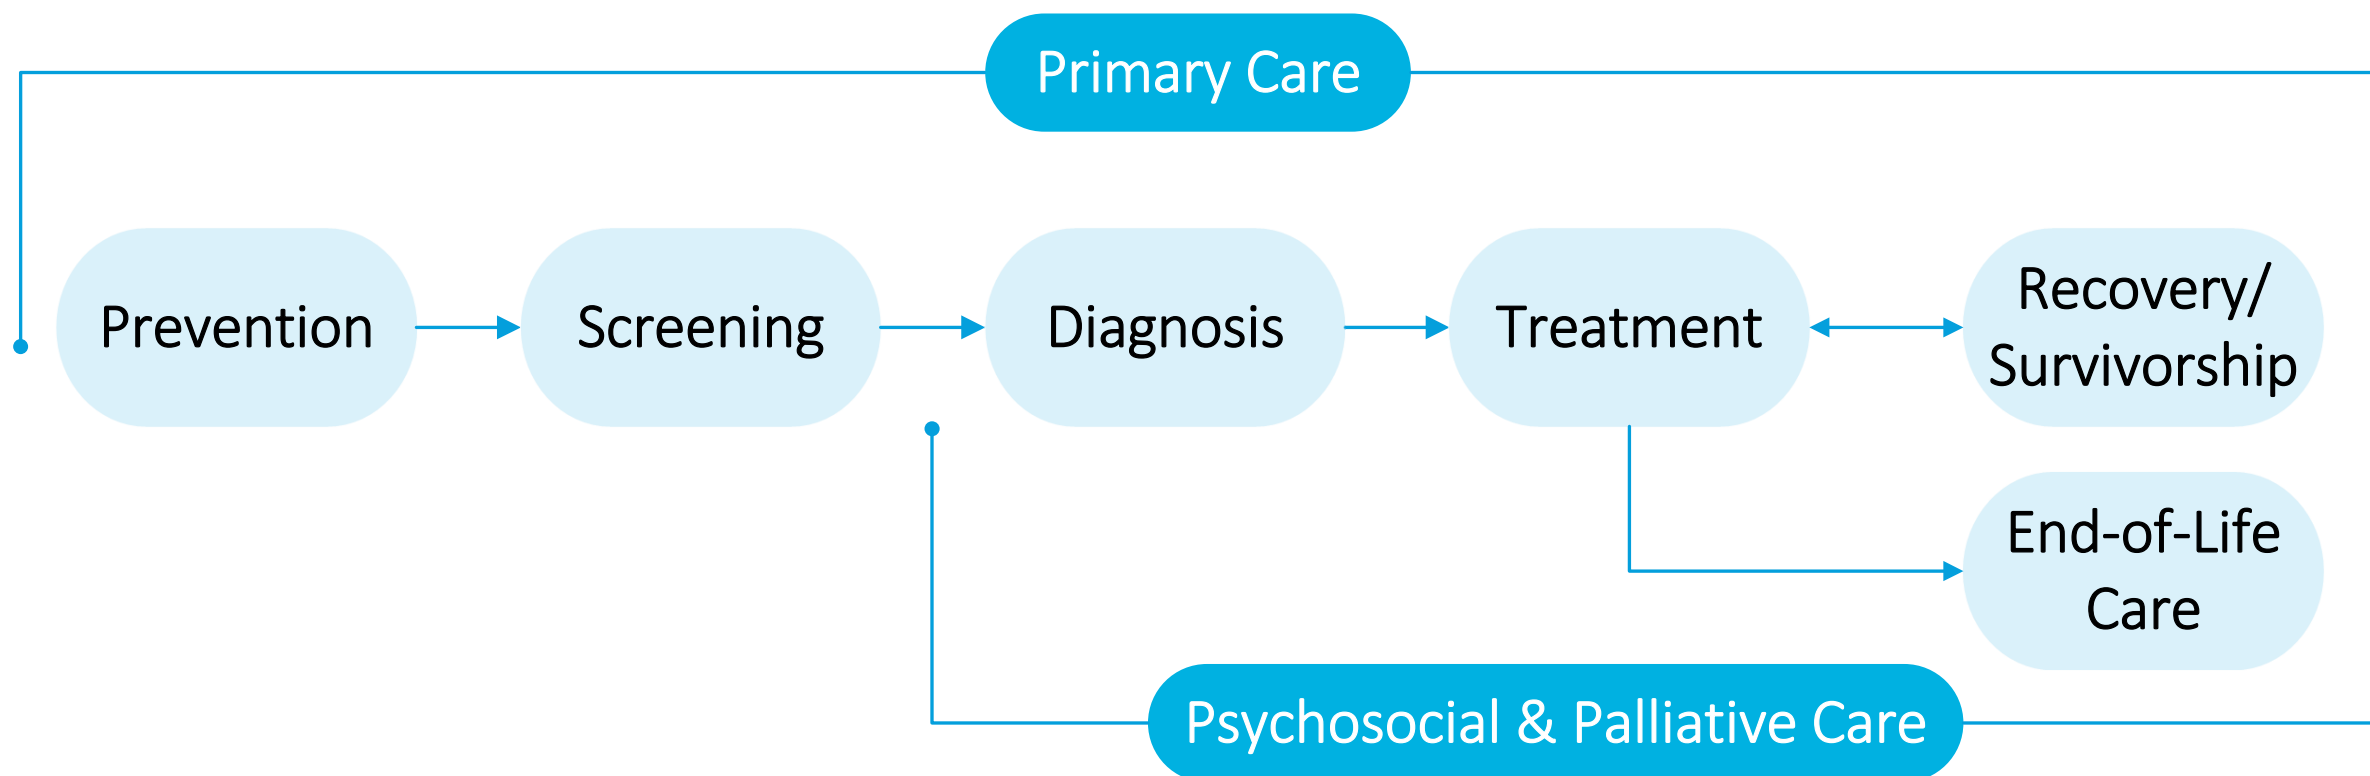 Primary Care
Prevention
Screening
Diagnosis
Treatment
Recovery/
Survivorship
End-of-Life
Care
Psychosocial & Palliative Care